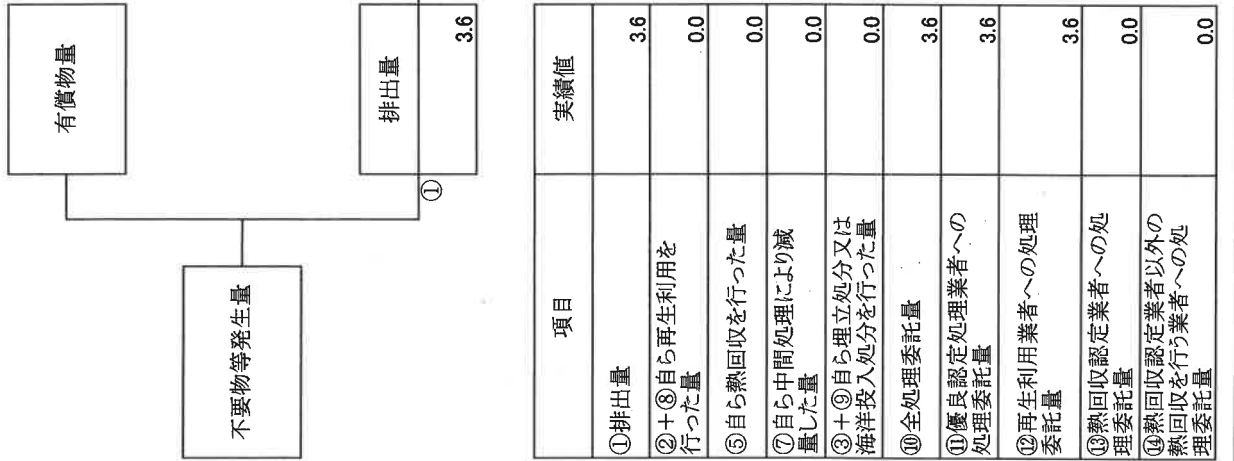 有償物量
不要物等発生量
①
排出量
3.6
項目 実績値
①排出量 3.6
②+⑧自ら再生利用を
行った量 0.0
⑤自ら熱回収を行った量 0.0
⑦自ら中間処理により減
量した量 0.0
③+⑨自ら埋立処分又は
海洋投入処分を行った量 0.0
⑩全処理委託量 3.6
⑪優良認定処理業者への
処理委託量 3.6
⑫再生利用業者への処理
委託量 3.6
⑬熱回収認定業者への処
理委託量 0.0
⑭熱回収認定業者以外の
熱回収を行う業者への処
理委託量 0.0